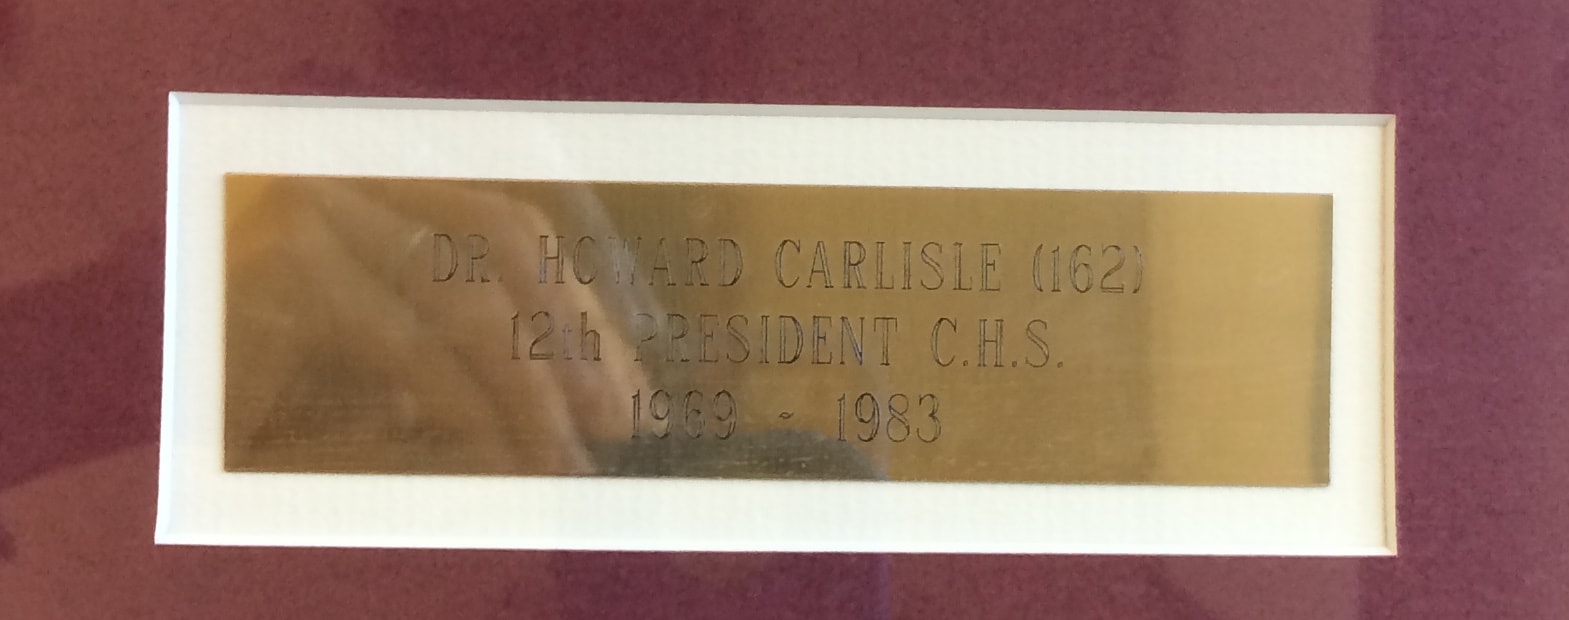 DR. HOWARD CARLISLE (162)
12th PRESIDENT C.H.S.
1969 ~ 1983